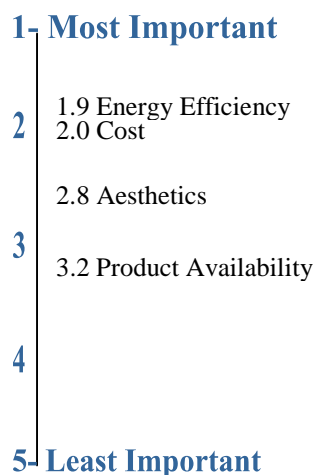 1- Most Important
1.9 Energy Efficiency
2
2.0 Cost
2.8 Aesthetics
3
3.2 Product Availability
4
5- Least Important